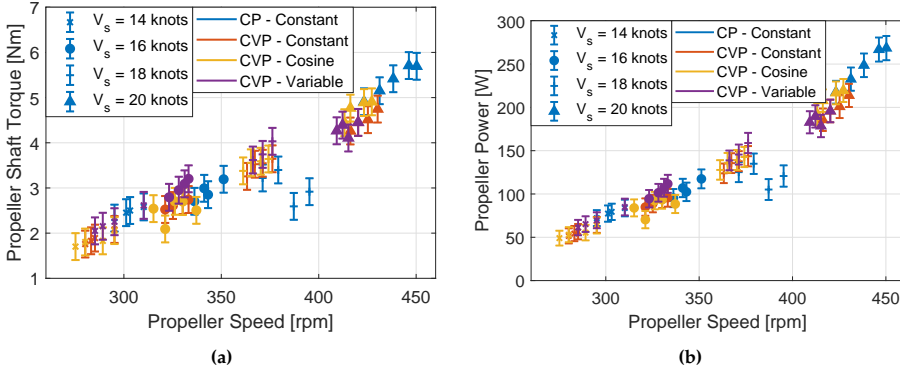 7
6
5
4
3
2
1
Propeller Shaft Torque [Nm]
V_s = 14 knots
V_s = 16 knots
V_s = 18 knots
V_s = 20 knots
CP - Constant
CVP - Constant
CVP - Cosine
CVP - Variable
300
350
400
450
Propeller Speed [rpm]
(a)
300
250
200
150
100
50
0
Propeller Power [W]
V_s = 14 knots
V_s = 16 knots
V_s = 18 knots
V_s = 20 knots
CP - Constant
CVP - Constant
CVP - Cosine
CVP - Variable
300
350
400
450
Propeller Speed [rpm]
(b)